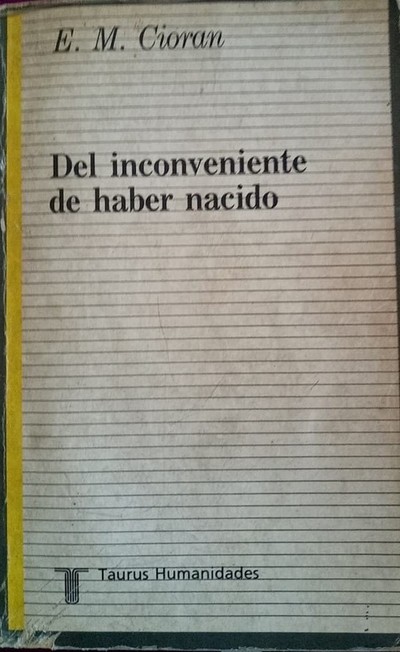 E. M. Cioran
Del inconveniente
de haber nacido
Taurus Humanidades